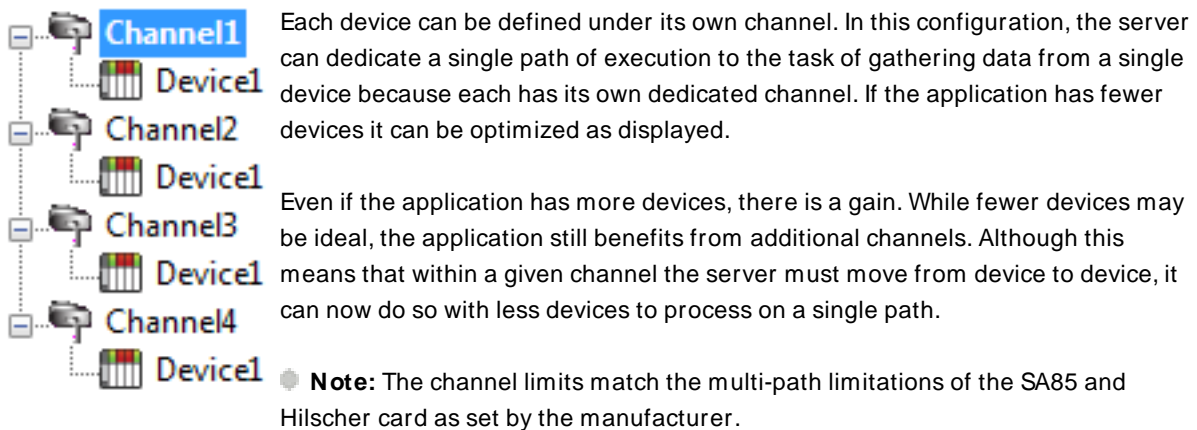 Channel1
Device1
Channel2
Device1
Channel3
Device1
Channel4
Device1
Each device can be defined under its own channel. In this configuration, the server
can dedicate a single path of execution to the task of gathering data from a single
device because each has its own dedicated channel. If the application has fewer
devices it can be optimized as displayed.
Even if the application has more devices, there is a gain. While fewer devices may
be ideal, the application still benefits from additional channels. Although this
means that within a given channel the server must move from device to device, it
can now do so with less devices to process on a single path.
Note: The channel limits match the multi-path limitations of the SA85 and
Hilscher card as set by the manufacturer.